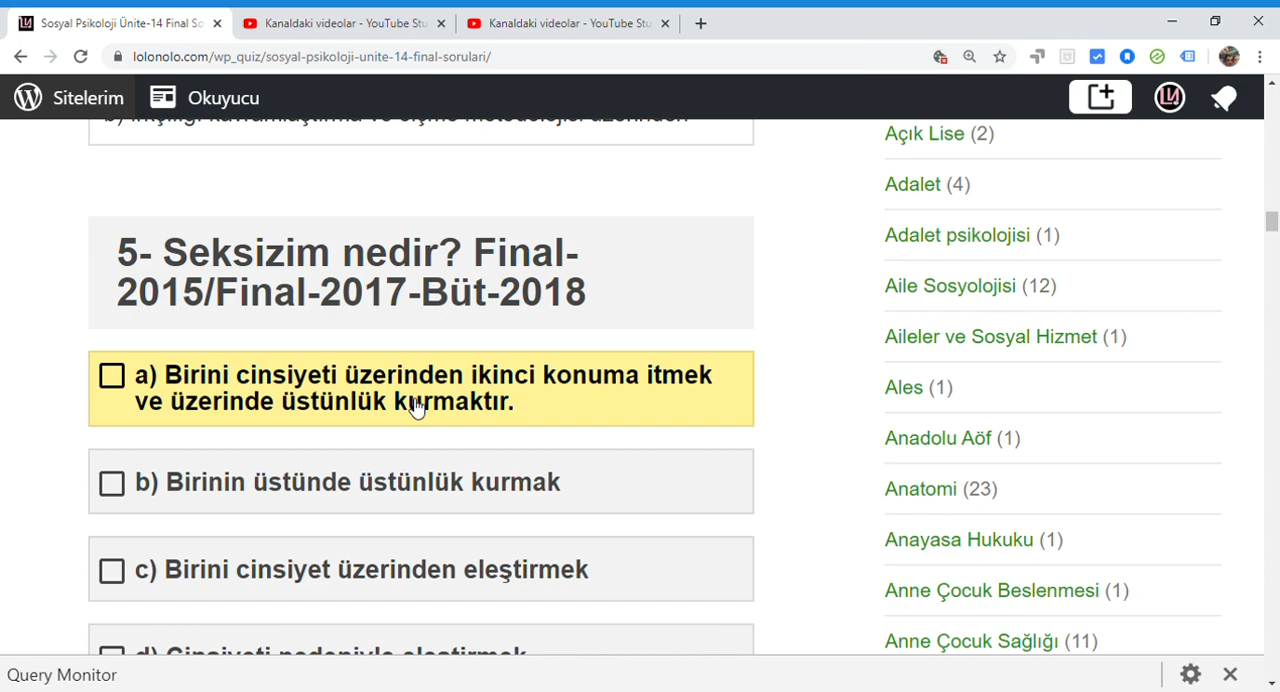 Sosyal Psikoloji Ünite-14 Final So
Kanaldaki videolar - YouTube Stu
Kanaldaki videolar - YouTube Stu
lolonolo.com/wp_quiz/sosyal-psikoloji-unite-14-final-sorulari/
Sitelerim
Okuyucu
5- Seksizim nedir? Final-
2015/Final-2017-Büt-2018
a) Birini cinsiyeti üzerinden ikinci konuma itmek
ve üzerinde üstünlük kurmaktır.
b) Birinin üstünde üstünlük kurmak
c) Birini cinsiyet üzerinden eleştirmek
d) Cinsiyeti nedeniyle eleştirmek
Açık Lise (2)
Adalet (4)
Adalet psikolojisi (1)
Aile Sosyolojisi (12)
Aileler ve Sosyal Hizmet (1)
Ales (1)
Anadolu Aöf (1)
Anatomi (23)
Anayasa Hukuku (1)
Anne Çocuk Beslenmesi (1)
Anne Çocuk Sağlığı (11)
Query Monitor